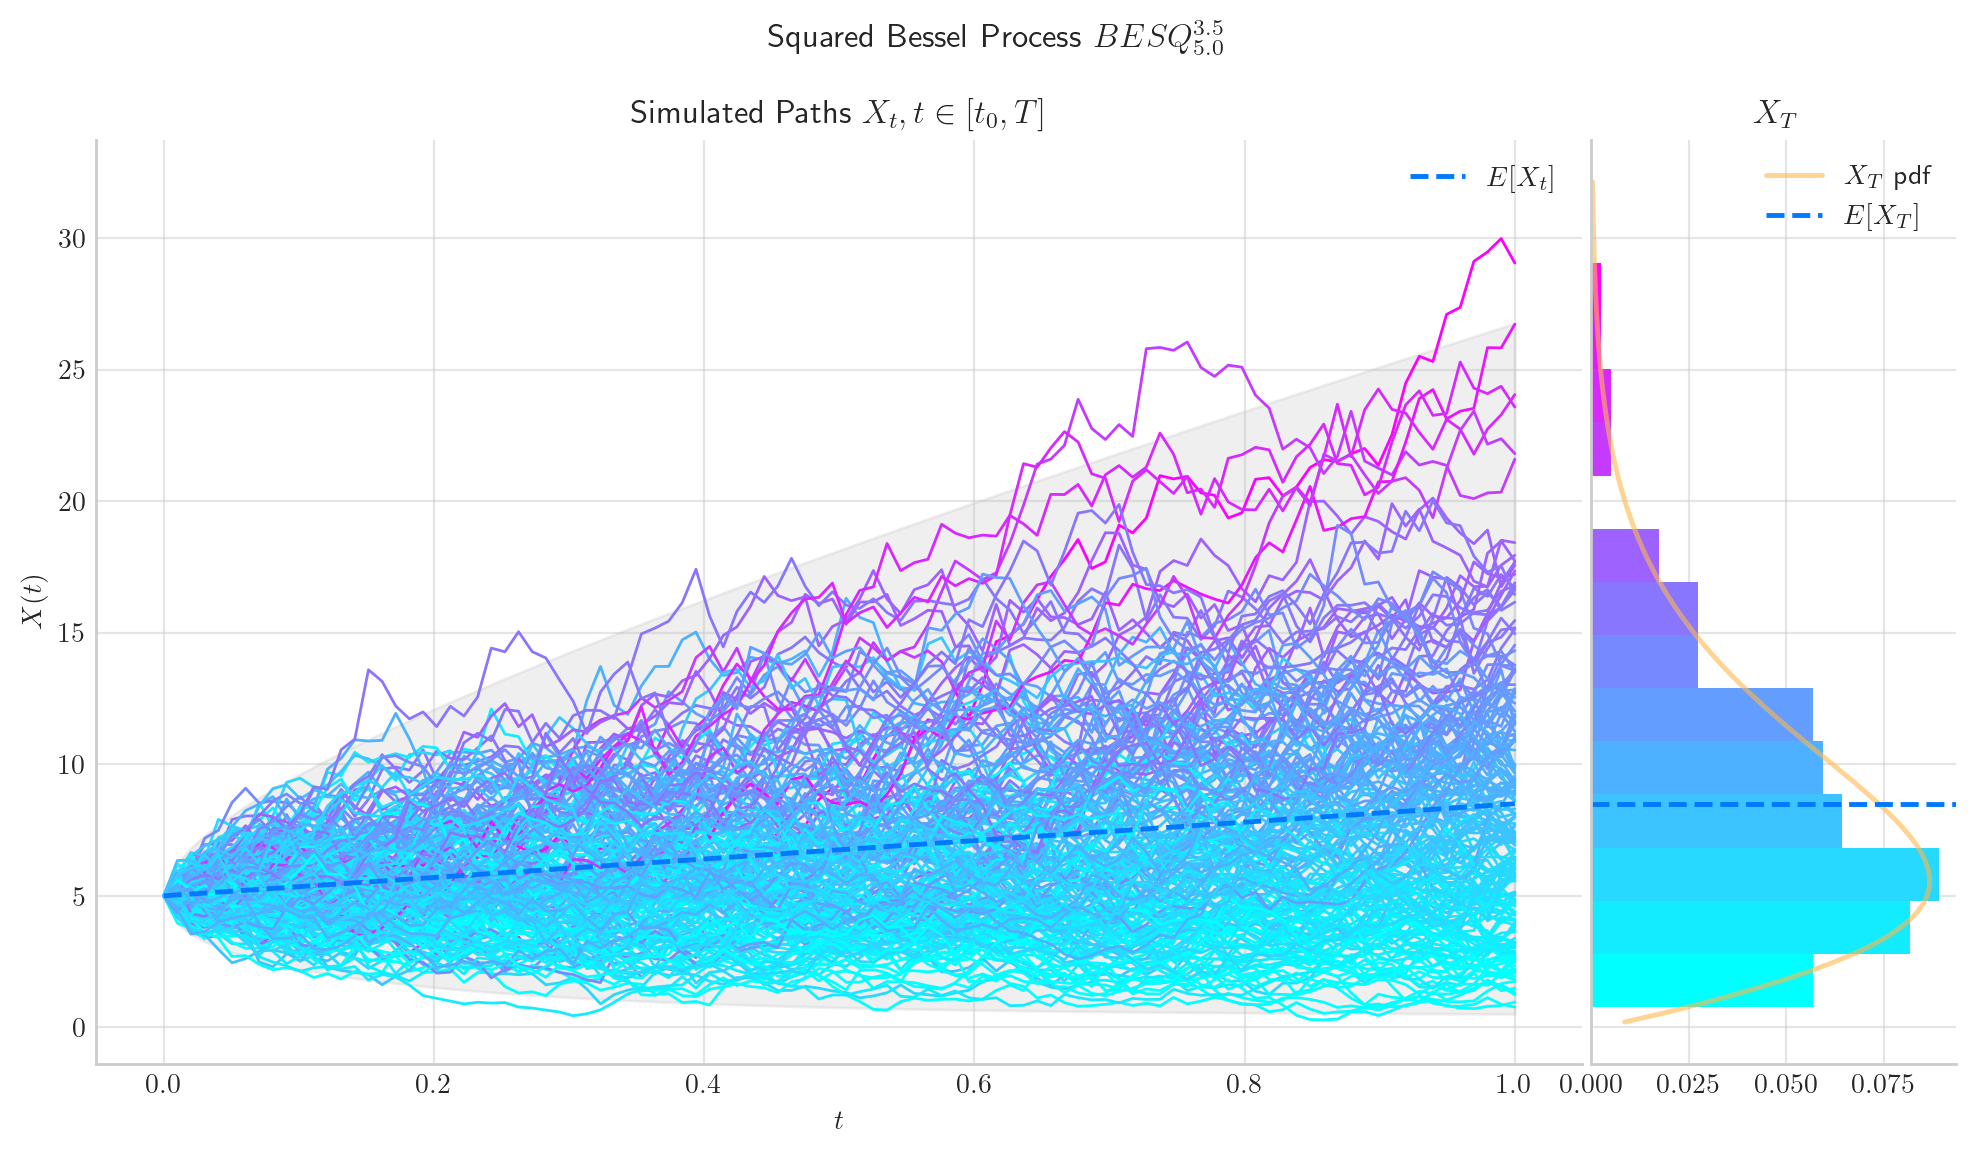 Squared Bessel Process $BESQ_{5.0}^{3.5}$
Simulated Paths $X_t, t \in [t_0, T]$
$X_T$
$E[X_t]$
$X_T$ pdf
$E[X_T]$
30
25
20
15
10
5
0
$X(t)$
0.0 0.2 0.4 0.6 0.8 1.0
0.000 0.025 0.050 0.075
$t$